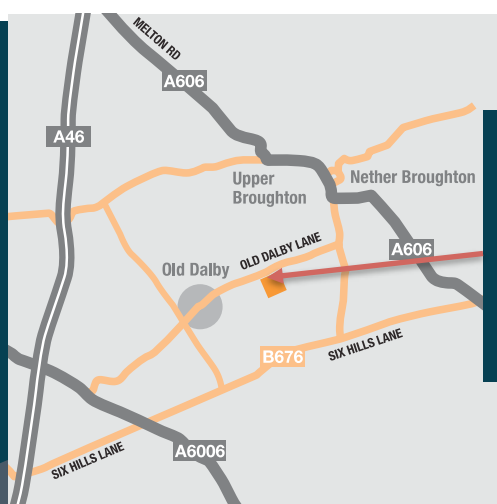 MELTON RD
A606
A46
Upper
Broughton
Nether Broughton
OLD DALBY LANE
A606
Old Dalby
B676
SIX HILLS LANE
A6006
SIX HILLS LANE